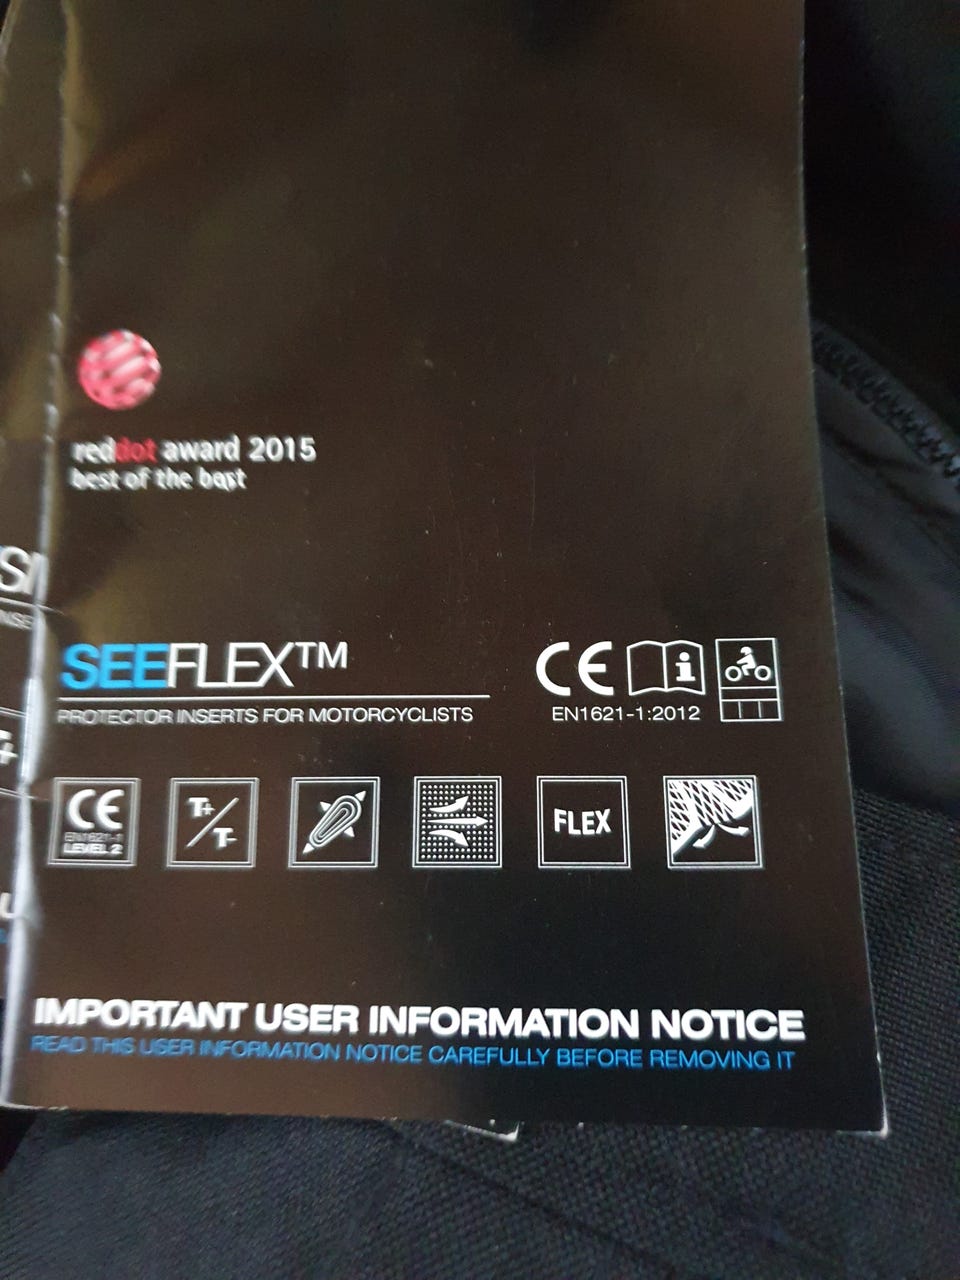 reddot award 2015
best of the best
SEEFLEX™
PROTECTOR INSERTS FOR MOTORCYCLISTS
CE
i
EN1621-1:2012
CE
EN1621-1
LEVEL 2
T+/T-
FLEX
IMPORTANT USER INFORMATION NOTICE
READ THIS USER INFORMATION NOTICE CAREFULLY BEFORE REMOVING IT